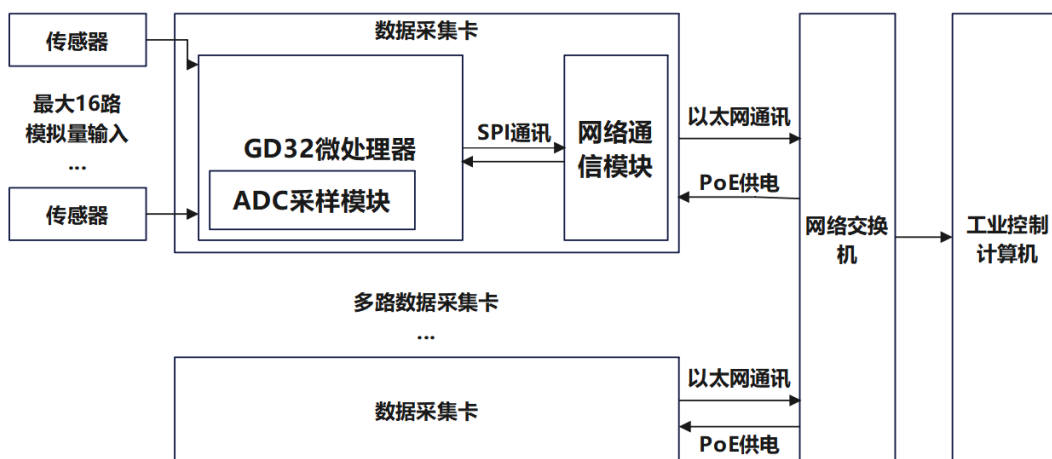 传感器
最大16路
模拟量输入
...
传感器
数据采集卡
GD32微处理器
ADC采样模块
SPI通讯
网络通
信模块
以太网通讯
PoE供电
网络交换
机
工业控制
计算机
多路数据采集卡
...
数据采集卡
以太网通讯
PoE供电